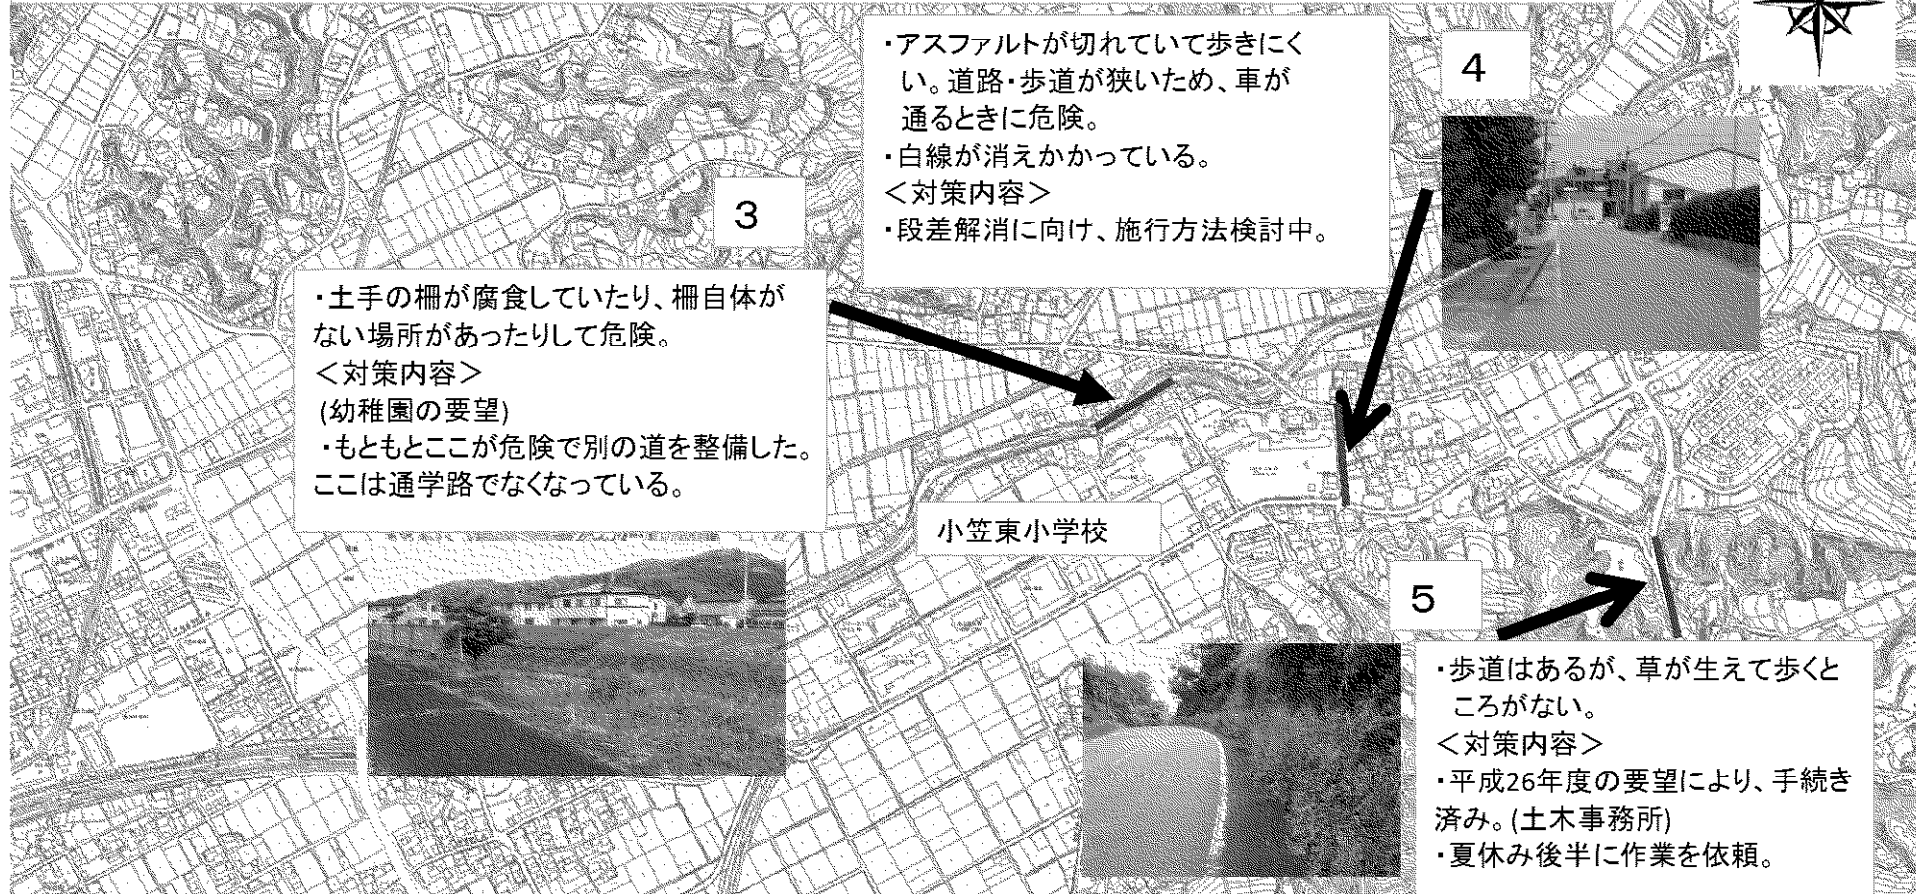 ・アスファルトが切れていて歩きにく
い。道路・歩道が狭いため、車が
通るときに危険。
・白線が消えかかっている。
＜対策内容＞
・段差解消に向け、施行方法検討中。
4
3
・土手の柵が腐食していたり、柵自体が
ない場所があったりして危険。
＜対策内容＞
(幼稚園の要望)
・もともとここが危険で別の道を整備した。
ここは通学路でなくなっている。
小笠東小学校
5
・歩道はあるが、草が生えて歩くと
ころがない。
＜対策内容＞
・平成26年度の要望により、手続き
済み。(土木事務所)
・夏休み後半に作業を依頼。